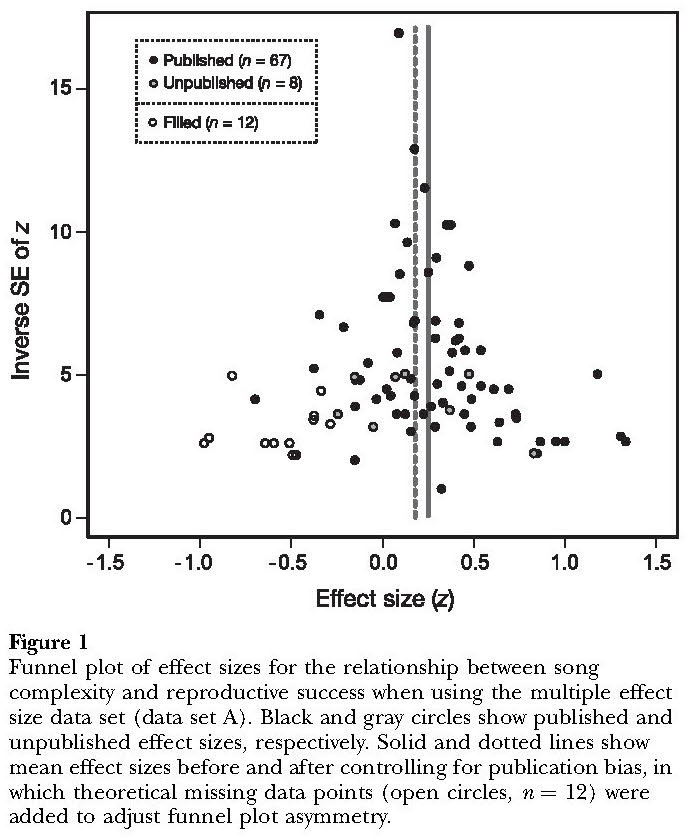 Published (n = 67)
Unpublished (n = 8)
Filled (n = 12)
15
10
5
0
Inverse SE of z
-1.5 -1.0 -0.5 0.0 0.5 1.0 1.5
Effect size (z)
Figure 1
Funnel plot of effect sizes for the relationship between song
complexity and reproductive success when using the multiple effect
size data set (data set A). Black and gray circles show published and
unpublished effect sizes, respectively. Solid and dotted lines show
mean effect sizes before and after controlling for publication bias, in
which theoretical missing data points (open circles, n = 12) were
added to adjust funnel plot asymmetry.